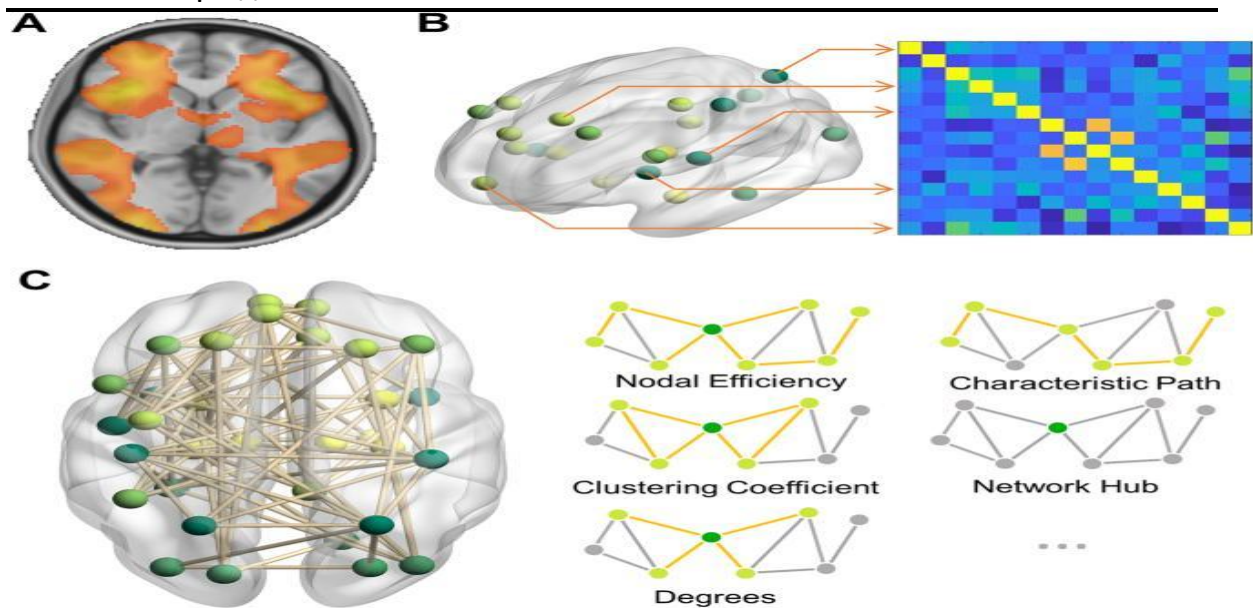 A
B
C
Nodal Efficiency
Characteristic Path
Clustering Coefficient
Network Hub
Degrees
...